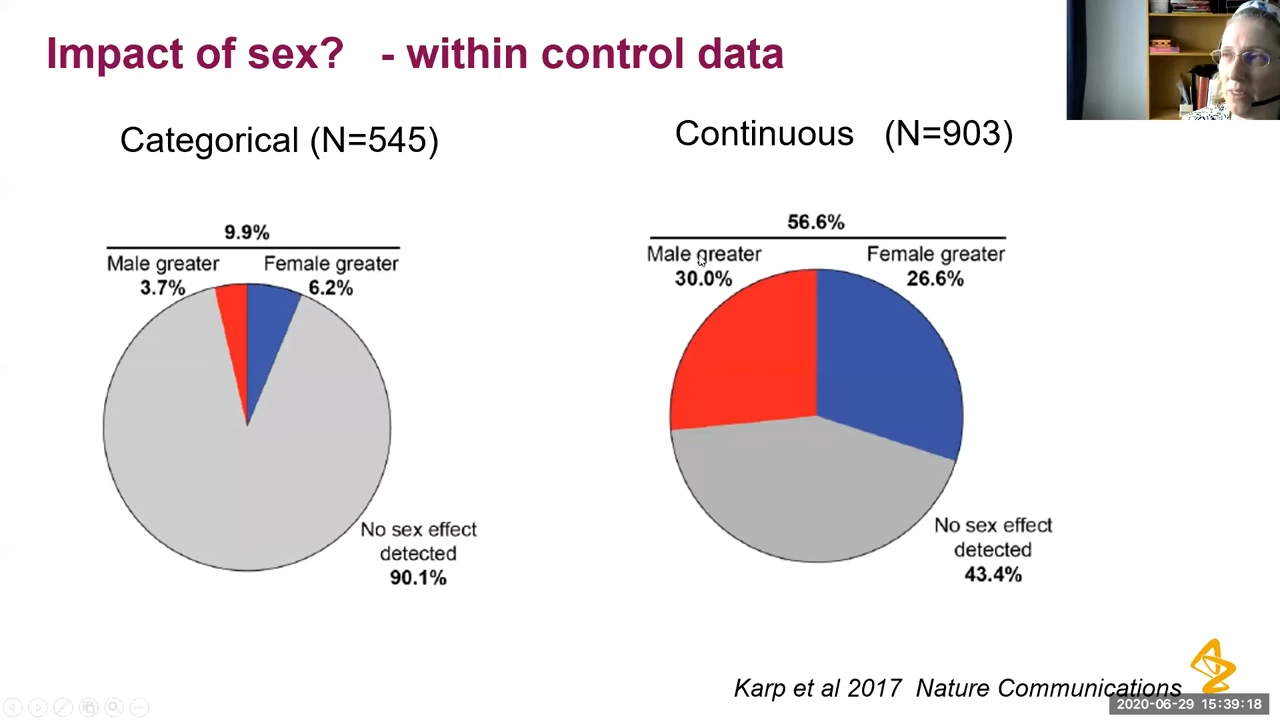 Impact of sex? - within control data
Categorical (N=545)
Continuous (N=903)
9.9%
Male greater
3.7%
Female greater
6.2%
No sex effect
detected
90.1%
56.6%
Male greater
30.0%
Female greater
26.6%
No sex effect
detected
43.4%
Karp et al 2017 Nature Communications
2020-06-29 15:39:18